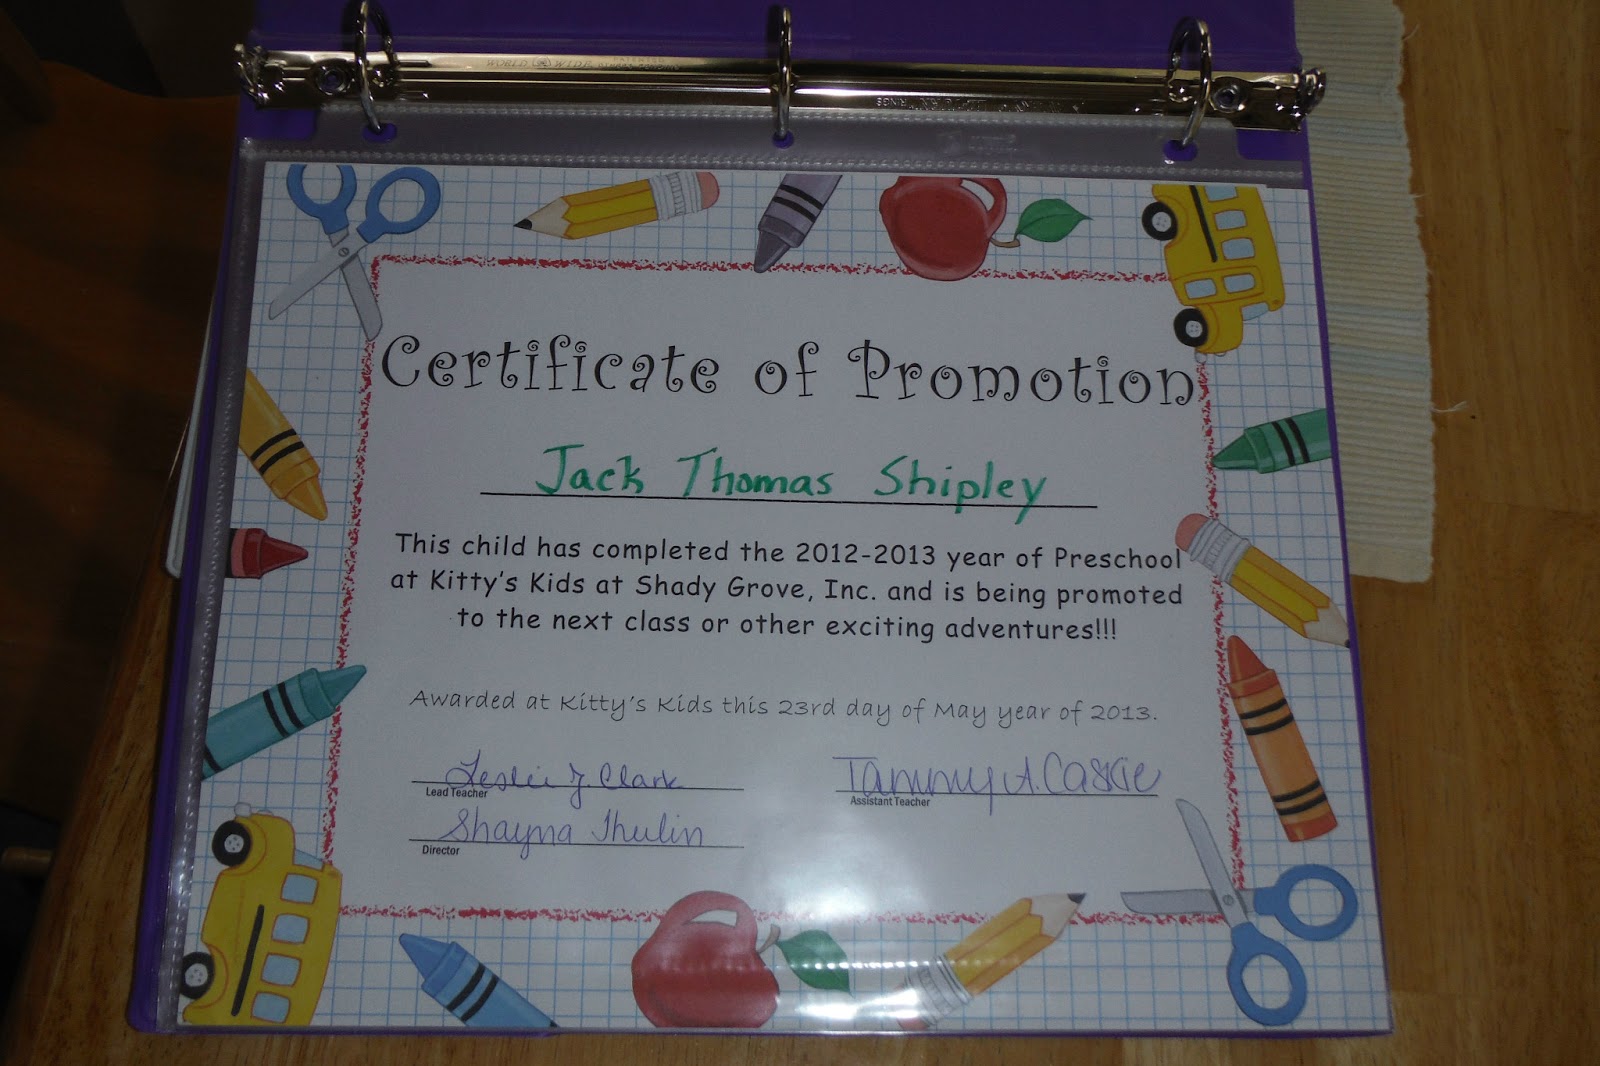 WORLD WIDE
Certificate of Promotion
Jack Thomas Shipley
This child has completed the 2012-2013 year of Preschool
at Kitty's Kids at Shady Grove, Inc. and is being promoted
to the next class or other exciting adventures!!!
Awarded at Kitty's Kids this 23rd day of May year of 2013.
Leslie J. Clark
Lead Teacher
Tammy A. Caskie
Assistant Teacher
Shayna Thulin
Director